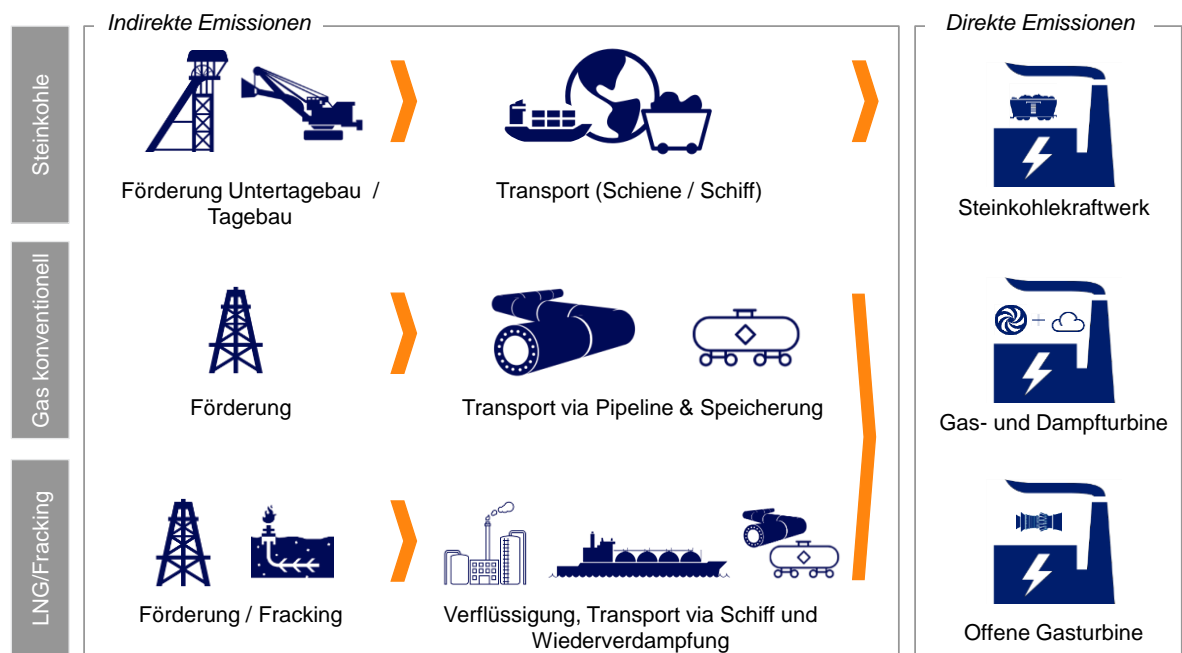 Indirekte Emissionen
Direkte Emissionen
Steinkohle
Förderung Untertagebau /
Tagebau
Transport (Schiene / Schiff)
Steinkohlekraftwerk
Gas konventionell
Förderung
Transport via Pipeline & Speicherung
Gas- und Dampfturbine
LNG/Fracking
Förderung / Fracking
Verflüssigung, Transport via Schiff und
Wiederverdampfung
Offene Gasturbine